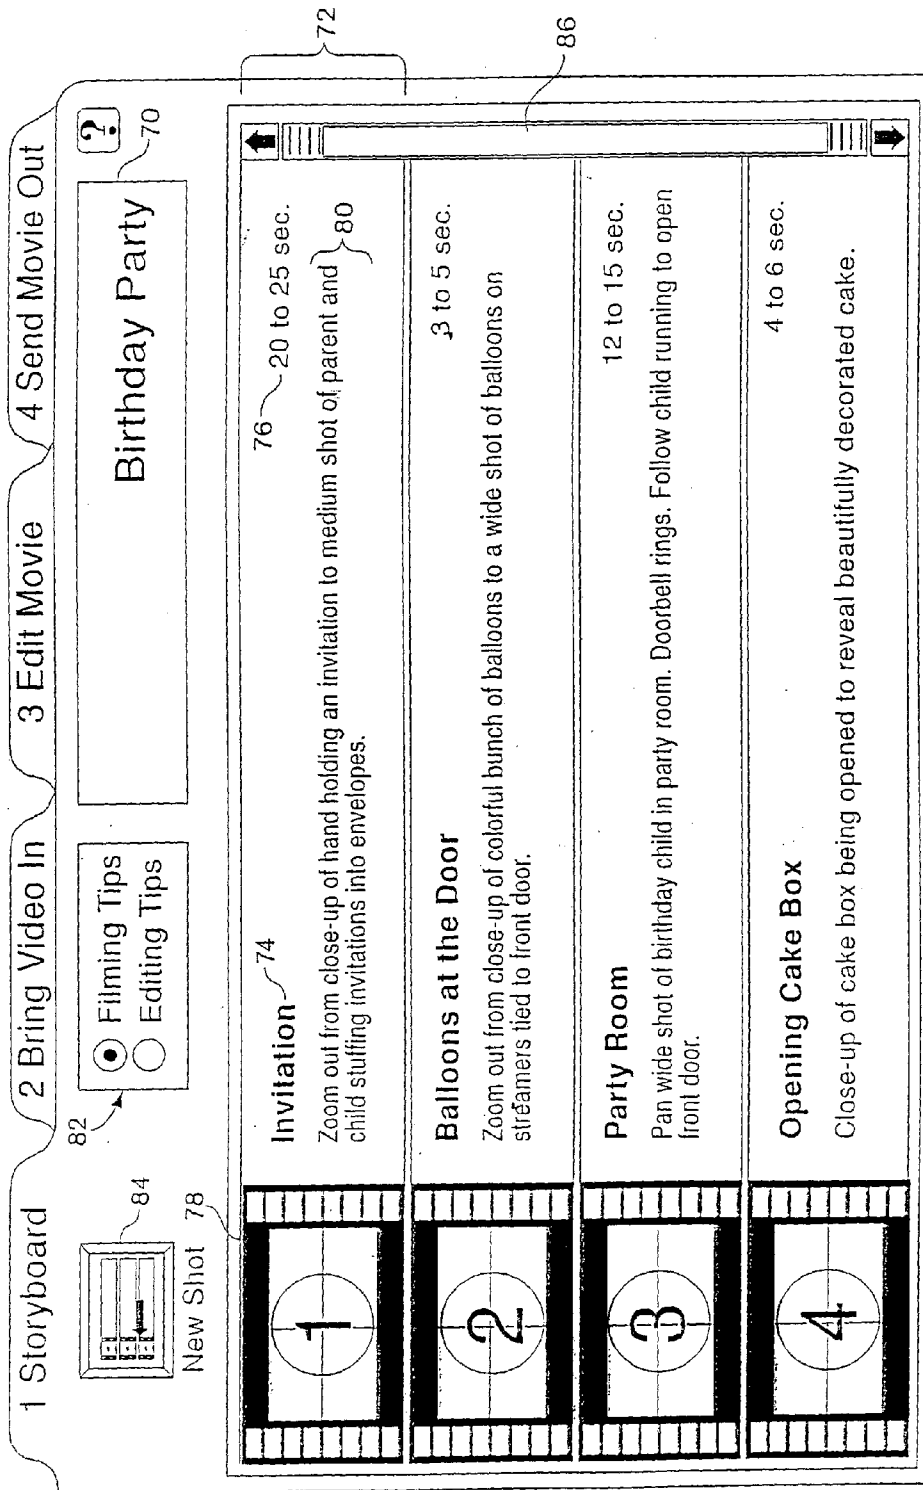 1 Storyboard
2 Bring Video In
3 Edit Movie
4 Send Movie Out
84
New Shot
78
82
Filming Tips
Editing Tips
Birthday Party
?
70
72
1
Invitation
74
76
20 to 25 sec.
Zoom out from close-up of hand holding an invitation to medium shot of parent and
child stuffing invitations into envelopes.
80
2
Balloons at the Door
3 to 5 sec.
Zoom out from close-up of colorful bunch of balloons to a wide shot of balloons on
streamers tied to front door.
86
3
Party Room
12 to 15 sec.
Pan wide shot of birthday child in party room. Doorbell rings. Follow child running to open
front door.
4
Opening Cake Box
4 to 6 sec.
Close-up of cake box being opened to reveal beautifully decorated cake.